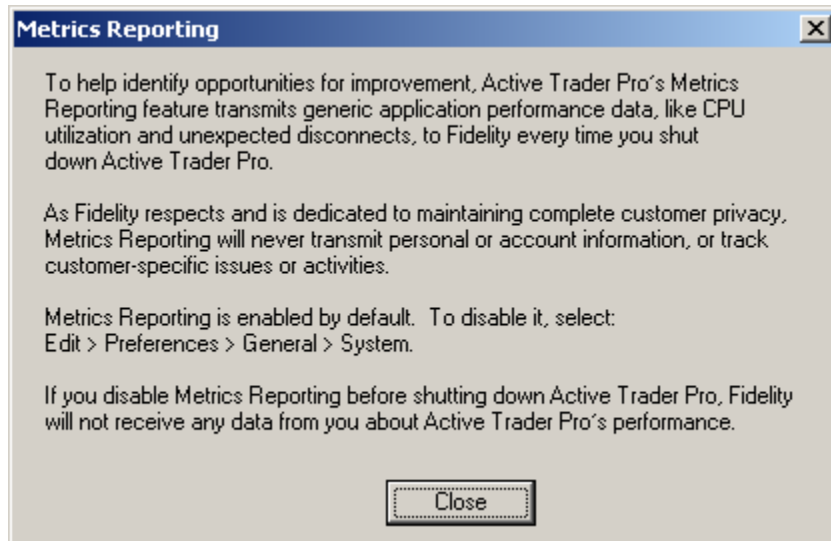 Metrics Reporting
To help identify opportunities for improvement, Active Trader Pro´s Metrics
Reporting feature transmits generic application performance data, like CPU
utilization and unexpected disconnects, to Fidelity every time you shut
down Active Trader Pro.
As Fidelity respects and is dedicated to maintaining complete customer privacy,
Metrics Reporting will never transmit personal or account information, or track
customer-specific issues or activities.
Metrics Reporting is enabled by default.  To disable it, select:
Edit > Preferences > General > System.
If you disable Metrics Reporting before shutting down Active Trader Pro, Fidelity
will not receive any data from you about Active Trader Pro´s performance.
Close